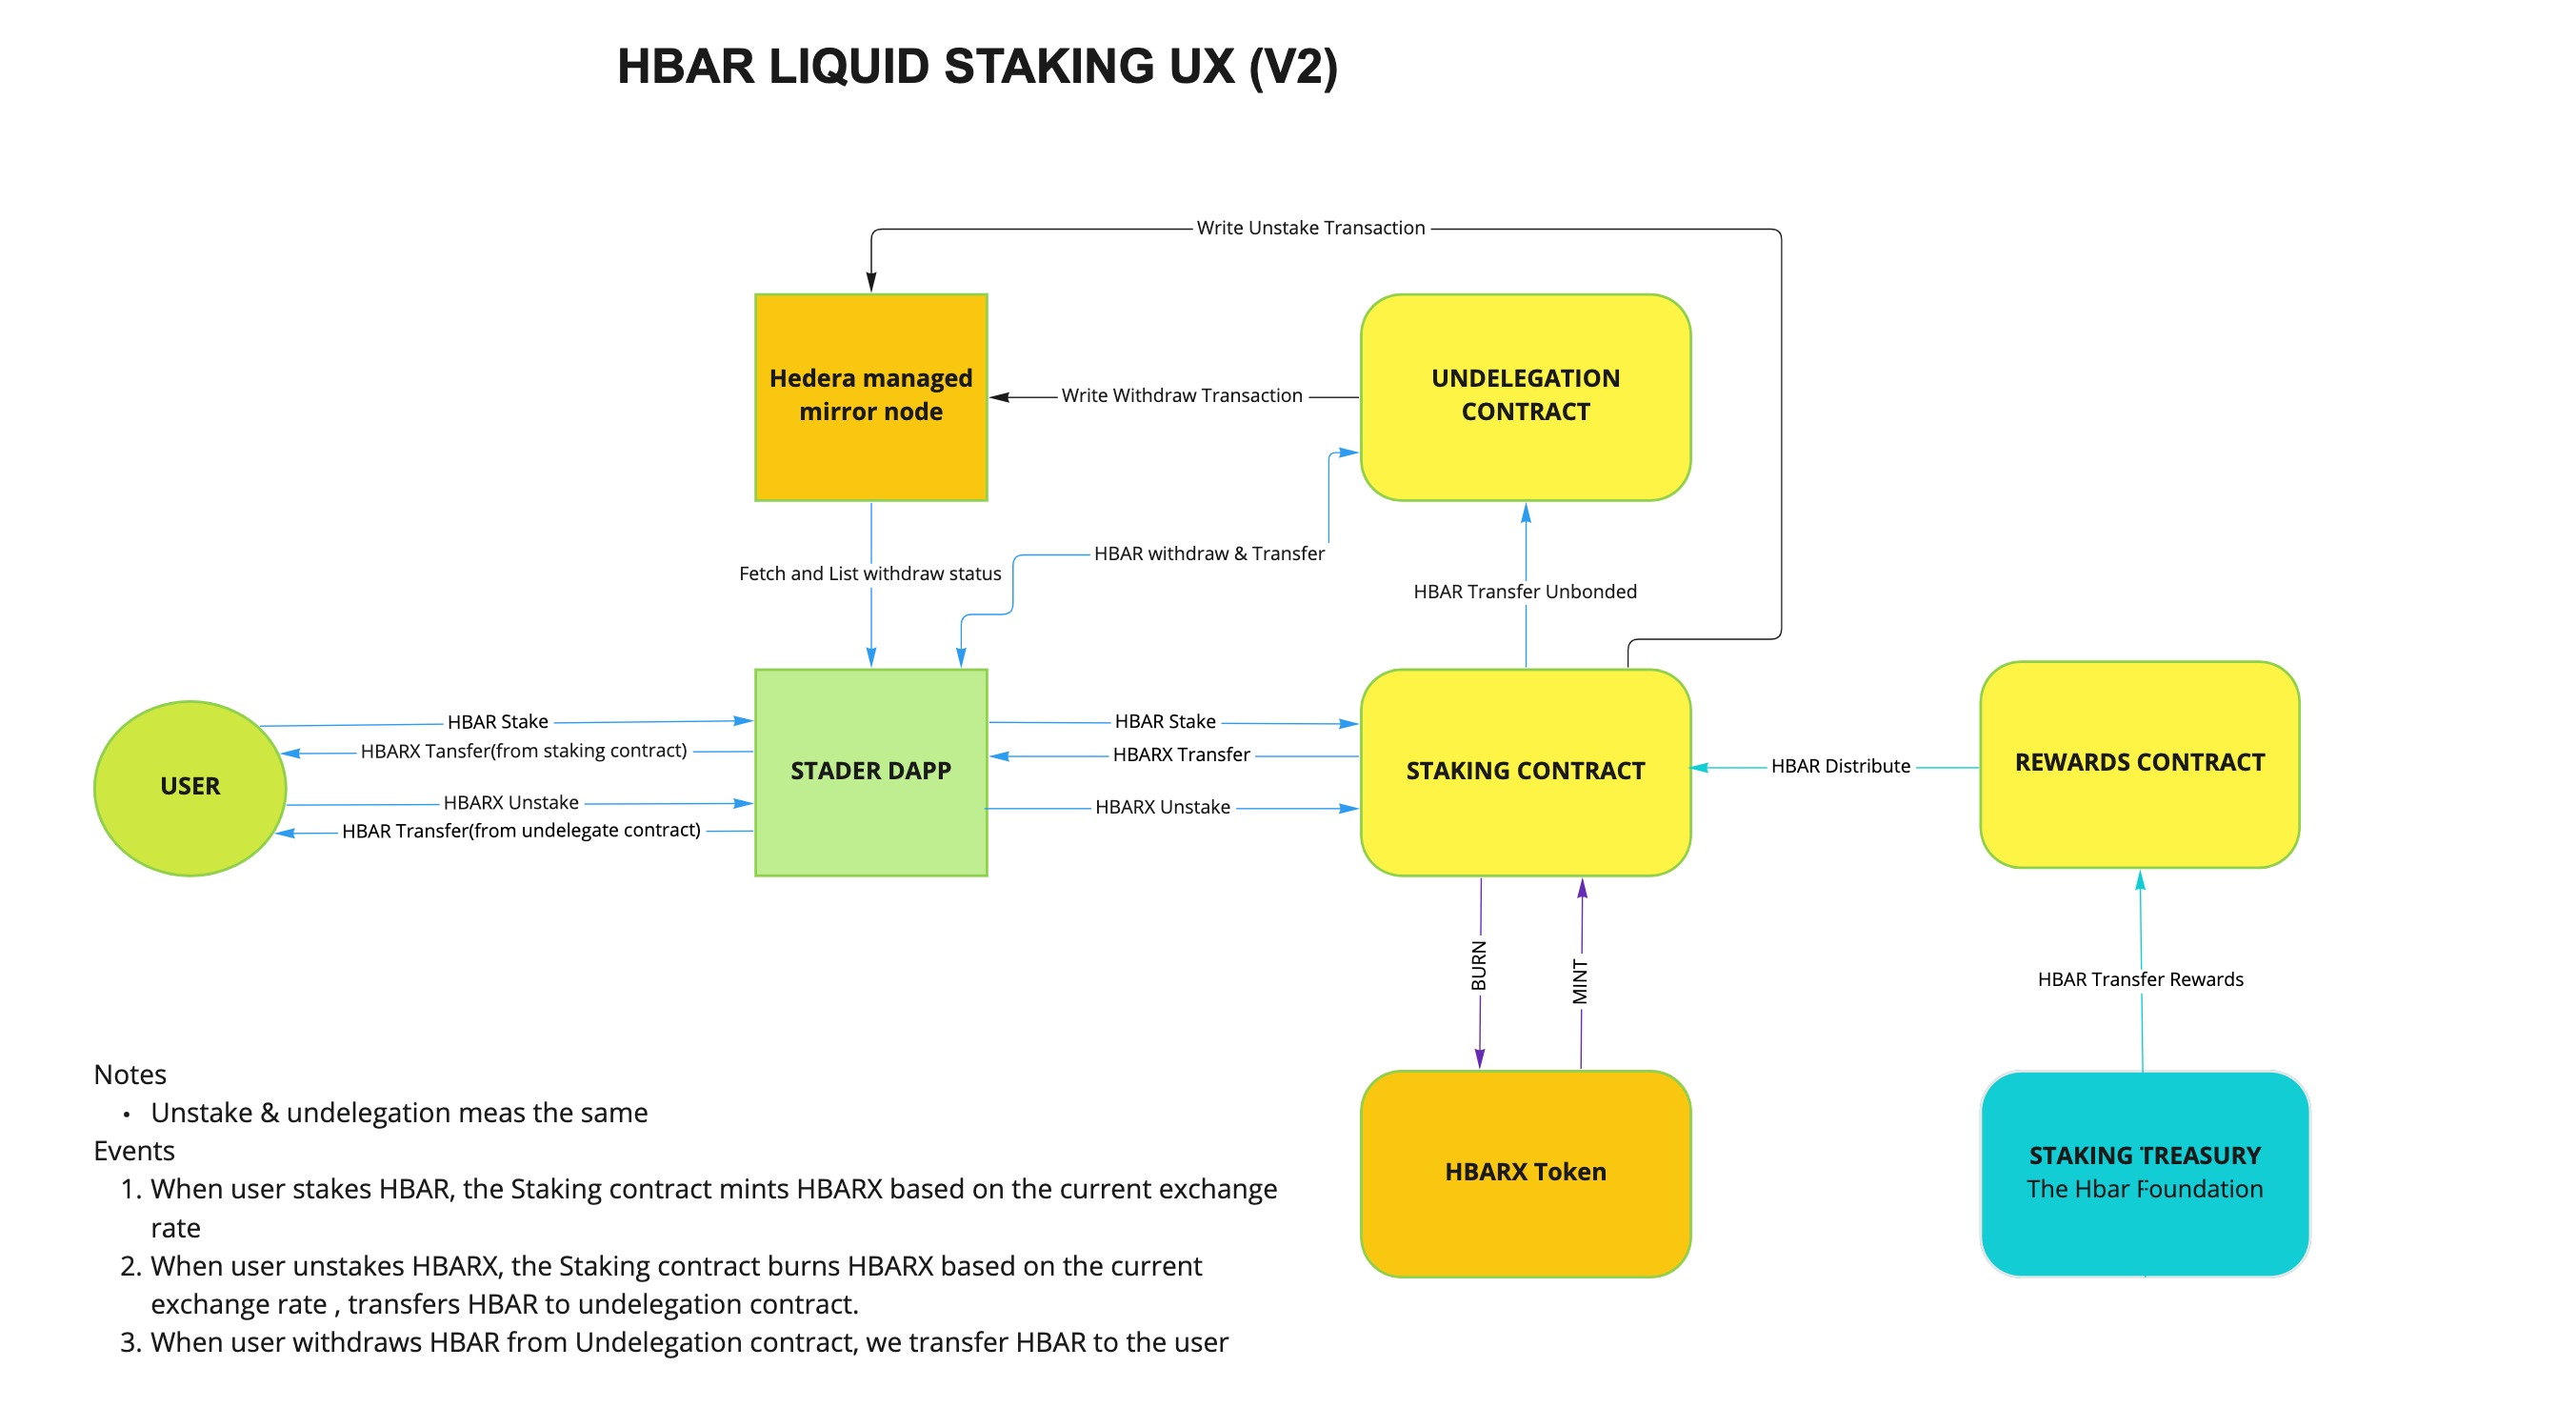 HBAR LIQUID STAKING UX (V2)
Write Unstake Transaction
Hedera managed
mirror node
Write Withdraw Transaction
UNDELEGATION
CONTRACT
HBAR withdraw & Transfer
Fetch and List withdraw status
HBAR Transfer Unbonded
USER
HBAR Stake
HBARX Tansfer(from staking contract)
HBARX Unstake
HBAR Transfer(from undelegate contract)
STADER DAPP
HBAR Stake
HBARX Transfer
HBARX Unstake
STAKING CONTRACT
HBAR Distribute
REWARDS CONTRACT
BURN
MINT
HBAR Transfer Rewards
HBARX Token
STAKING TREASURY
The Hbar Foundation
Notes
• Unstake & undelegation meas the same
Events
1. When user stakes HBAR, the Staking contract mints HBARX based on the current exchange
rate
2. When user unstakes HBARX, the Staking contract burns HBARX based on the current
exchange rate , transfers HBAR to undelegation contract.
3. When user withdraws HBAR from Undelegation contract, we transfer HBAR to the user